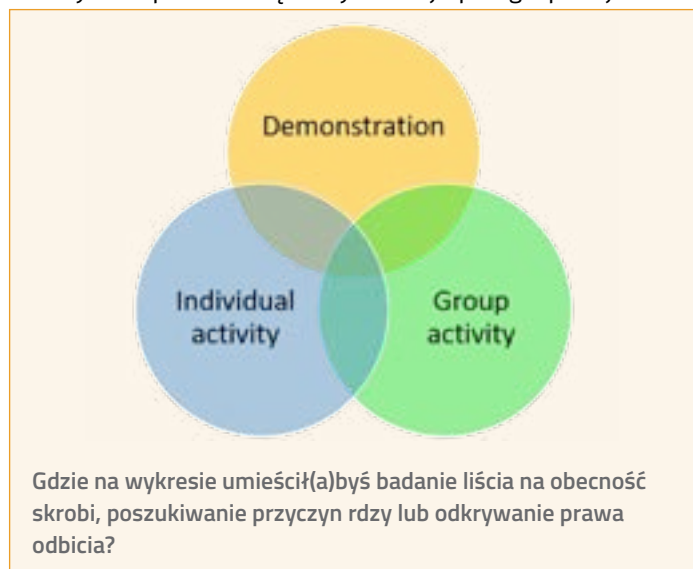 Demonstration
Individual
activity
Group
activity
Gdzie na wykresie umieścił(a)byś badanie liścia na obecność
skrobi, poszukiwanie przyczyn rdzy lub odkrywanie prawa
odbicia?